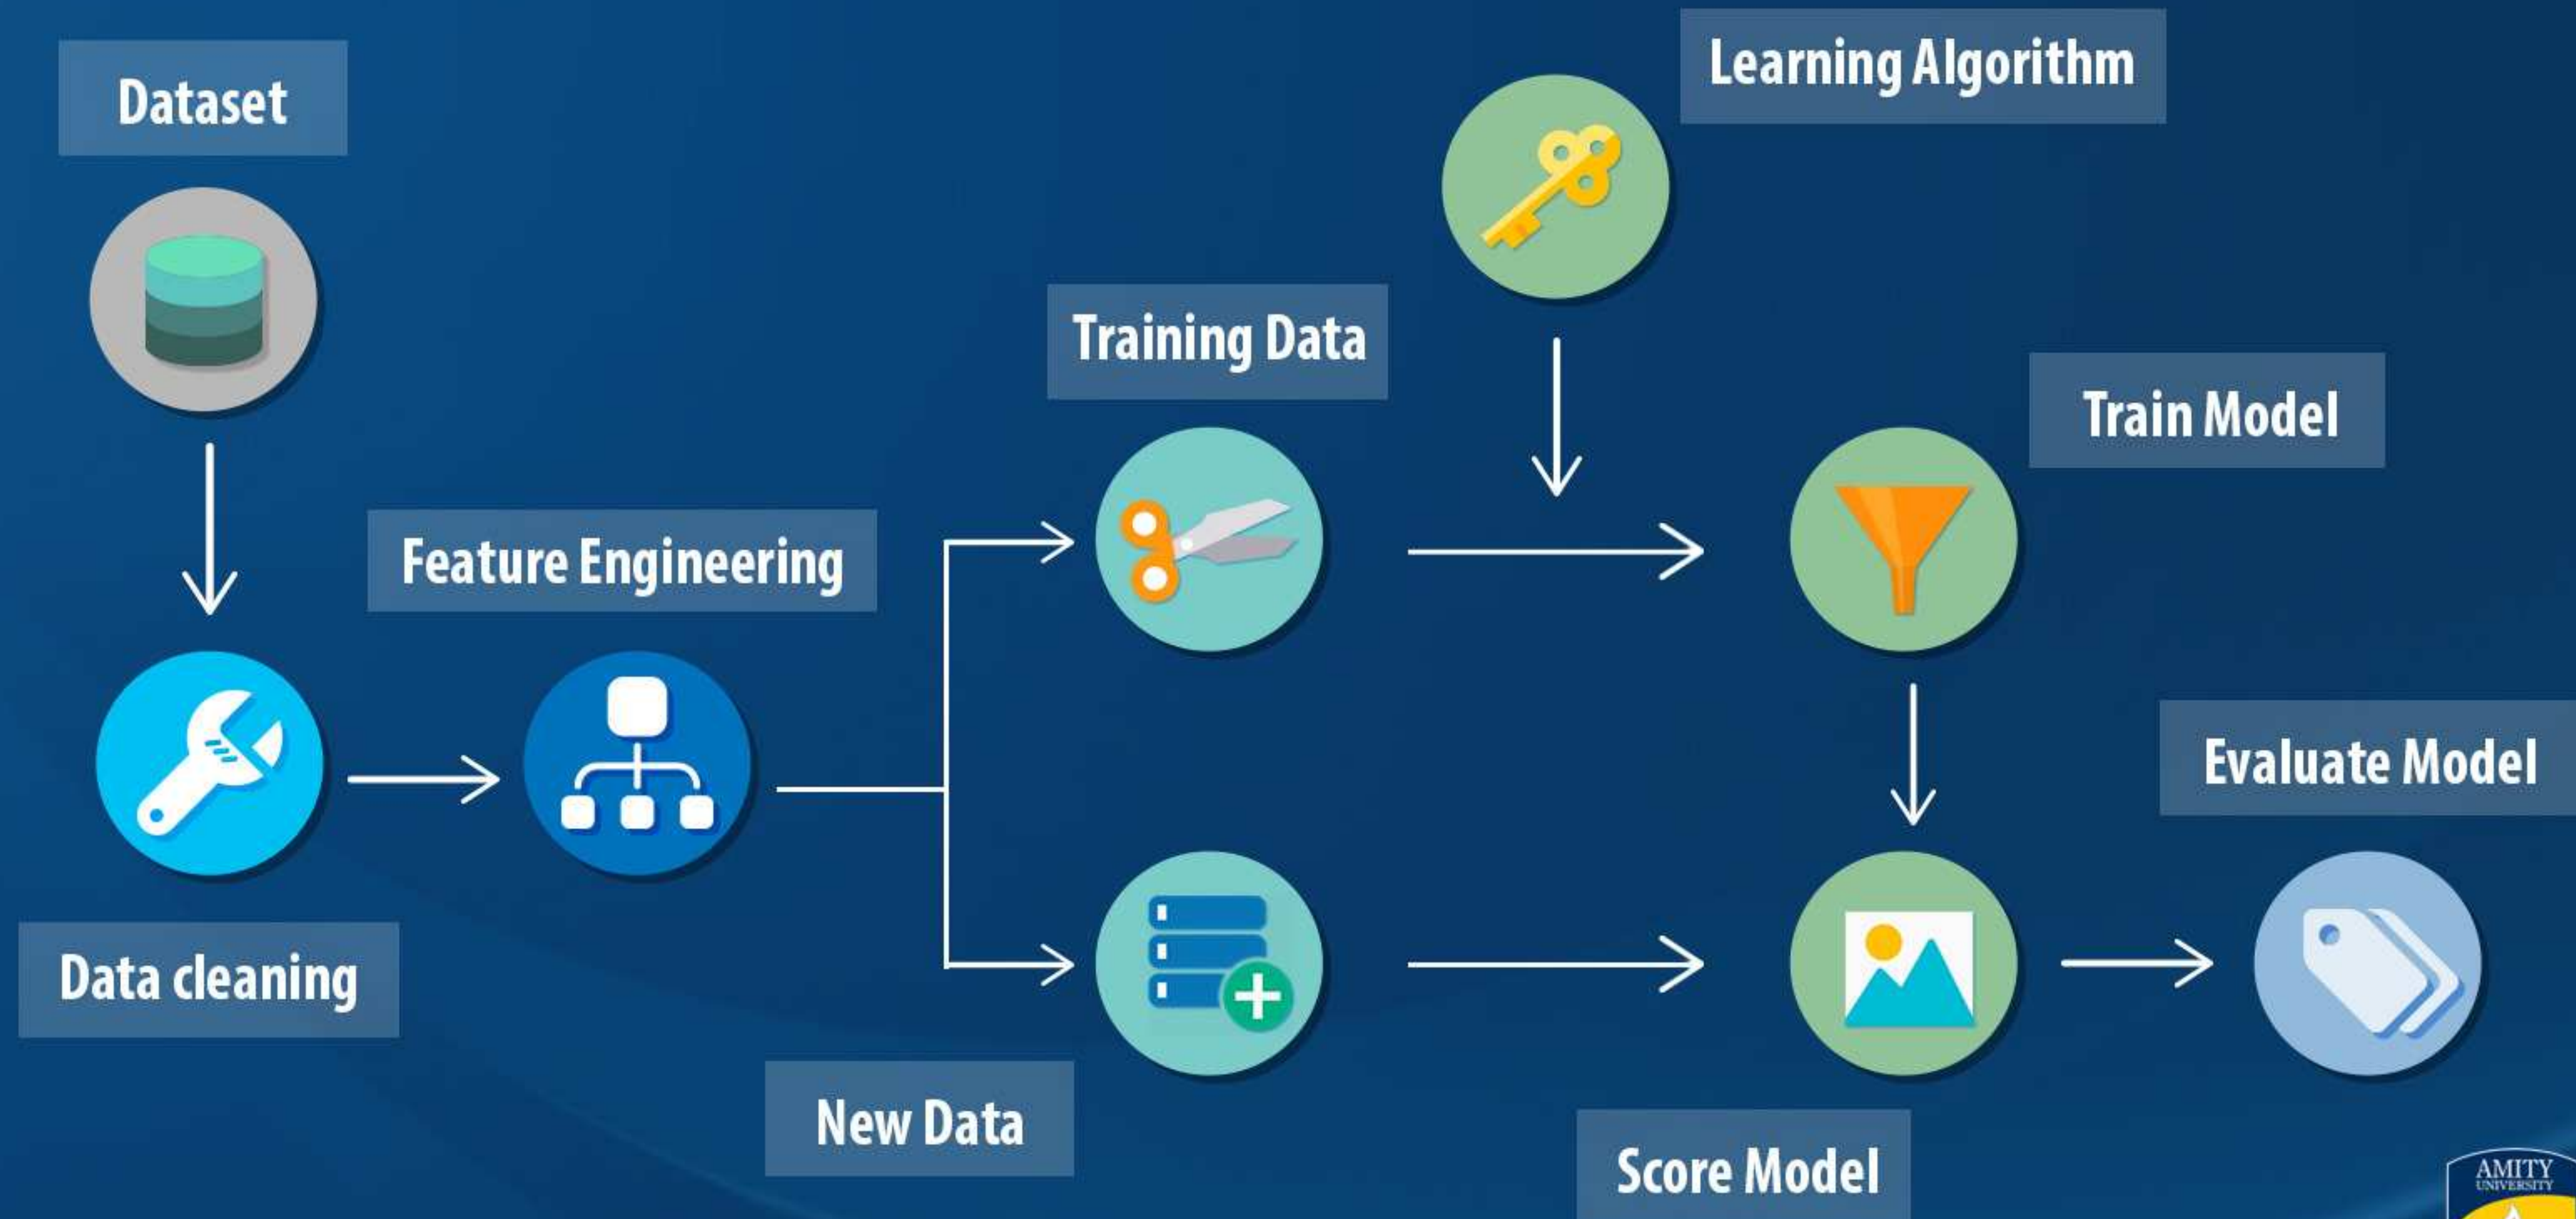 Dataset
Learning Algorithm
Training Data
Train Model
Feature Engineering
Evaluate Model
Data cleaning
New Data
Score Model
AMITY
UNIVERSITY